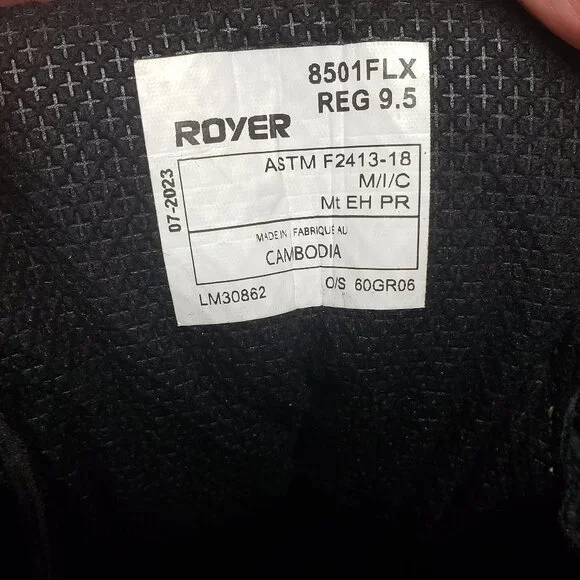 8501FLX
REG 9.5
ROYER
07-2023
ASTM F2413-18
M/I/C
Mt EH PR
MADE IN / FABRIQUE AU
CAMBODIA
LM30862 O/S 60GR06